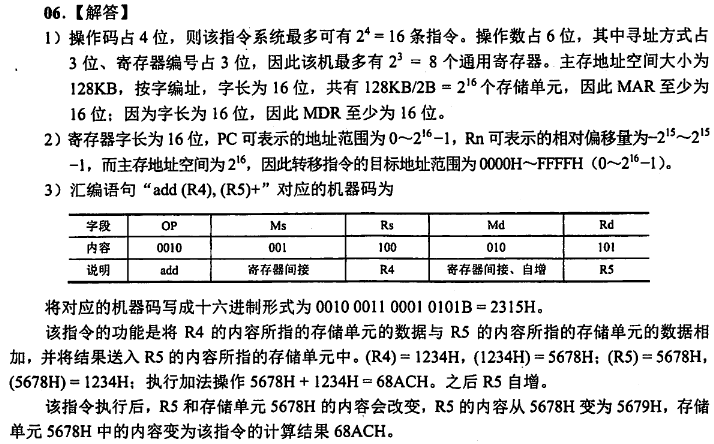 06.【解答】
1）操作码占 4 位，则该指令系统最多可有 2⁴ = 16 条指令。操作数占 6 位，其中寻址方式占
3 位、寄存器编号占 3 位，因此该机最多有 2³ = 8 个通用寄存器。主存地址空间大小为
128KB，按字编址，字长为 16 位，共有 128KB/2B = 2¹⁶ 个存储单元，因此 MAR 至少为
16 位；因为字长为 16 位，因此 MDR 至少为 16 位。
2）寄存器字长为 16 位，PC 可表示的地址范围为 0～2¹⁶−1，Rn 可表示的相对偏移量为−2¹⁵～2¹⁵
−1，而主存地址空间为 2¹⁶，因此转移指令的目标地址范围为 0000H～FFFFH（0～2¹⁶−1）。
3）汇编语句“add (R4), (R5)+”对应的机器码为
字段 OP Ms Rs Md Rd
内容 0010 001 100 010 101
说明 add 寄存器间接 R4 寄存器间接、自增 R5
将对应的机器码写成十六进制形式为 0010 0011 0001 0101B = 2315H。
该指令的功能是将 R4 的内容所指的存储单元的数据与 R5 的内容所指的存储单元的数据相
加，并将结果送入 R5 的内容所指的存储单元中。(R4) = 1234H，(1234H) = 5678H；(R5) = 5678H，
(5678H) = 1234H；执行加法操作 5678H + 1234H = 68ACH。之后 R5 自增。
该指令执行后，R5 和存储单元 5678H 的内容会改变，R5 的内容从 5678H 变为 5679H，存储
单元 5678H 中的内容变为该指令的计算结果 68ACH。